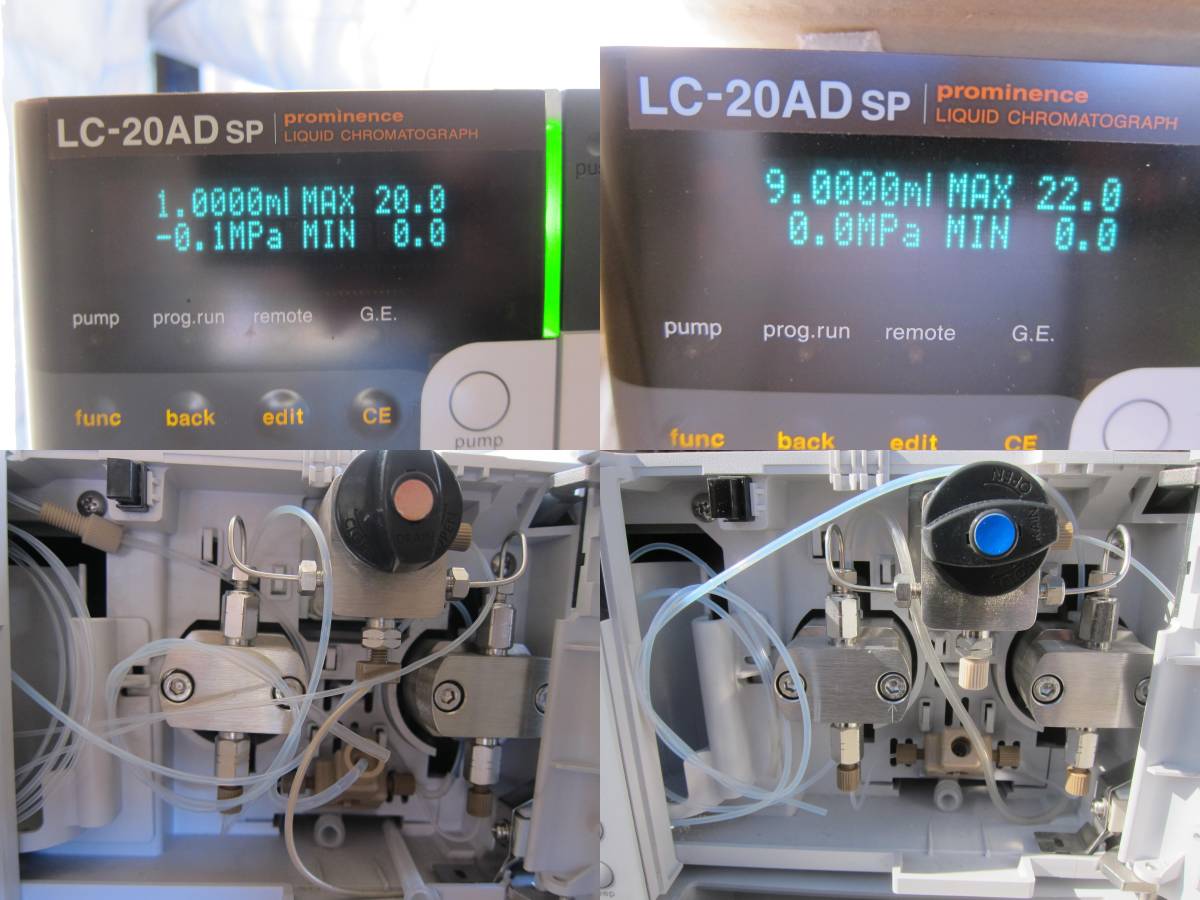 LC-20AD SP
prominence
LIQUID CHROMATOGRAPH
1.0000ml MAX 20.0
-0.1MPa MIN 0.0
pump prog.run remote G.E.
func back edit CE
pump
LC-20AD SP
prominence
LIQUID CHROMATOGRAPH
9.0000ml MAX 22.0
0.0MPa MIN 0.0
pump prog.run remote G.E.
func back edit CE
OPEN